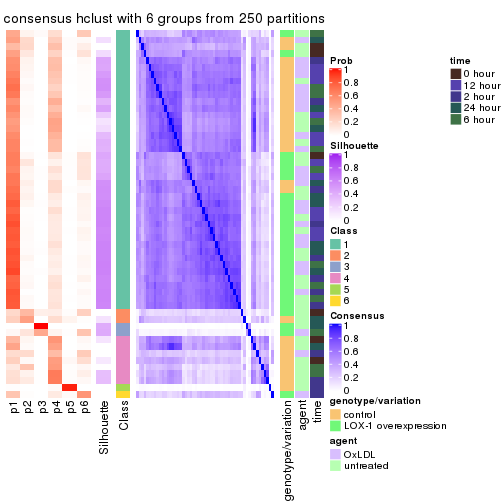 consensus hclust with 6 groups from 250 partitions
Prob
1
0.8
0.6
0.4
0.2
0
Silhouette
1
0.8
0.6
0.4
0.2
0
Class
1
2
3
4
5
6
Consensus
1
0.8
0.6
0.4
0.2
0
genotype/variation
control
LOX-1 overexpression
agent
OxLDL
untreated
time
0 hour
12 hour
2 hour
24 hour
6 hour
p1
p2
p3
p4
p5
p6
Silhouette
Class
genotype/variation
agent
time